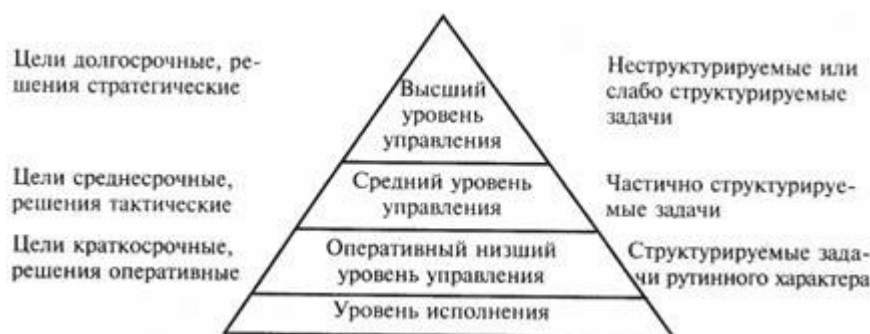 Цели долгосрочные, ре-
шения стратегические
Высший
уровень
управления
Неструктурируемые или
слабо структурируемые
задачи
Цели среднесрочные,
решения тактические
Средний уровень
управления
Частично структурируе-
мые задачи
Цели краткосрочные,
решения оперативные
Оперативный низший
уровень управления
Структурируемые зада-
чи рутинного характера
Уровень исполнения